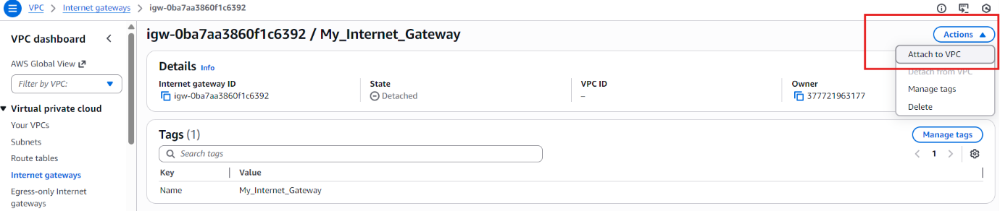 VPC > Internet gateways > igw-0ba7aa3860f1c6392
VPC dashboard
AWS Global View
Filter by VPC:
Virtual private cloud
Your VPCs
Subnets
Route tables
Internet gateways
Egress-only Internet
gateways
igw-0ba7aa3860f1c6392 / My_Internet_Gateway
Actions
Attach to VPC
Detach from VPC
Manage tags
Delete
Details Info
Internet gateway ID
igw-0ba7aa3860f1c6392
State
Detached
VPC ID
–
Owner
377721963177
Tags (1)
Manage tags
Search tags
1
Key Value
Name My_Internet_Gateway